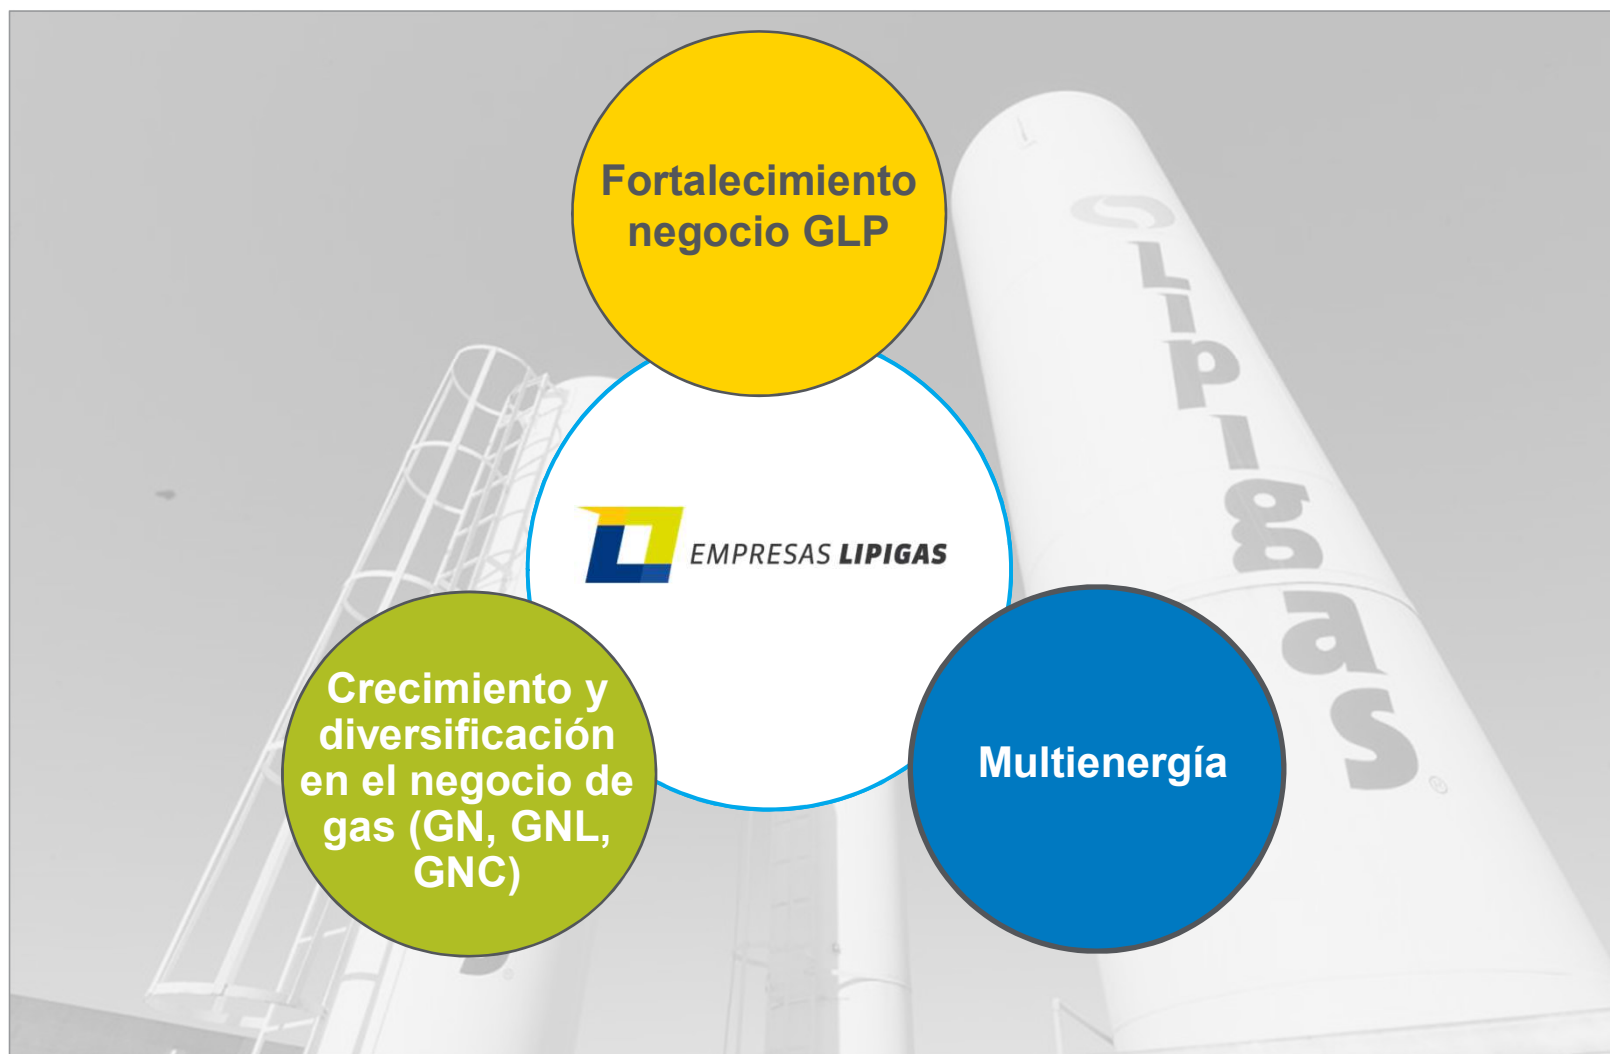 Fortalecimiento
negocio GLP
EMPRESAS LIPIGAS
Crecimiento y
diversificación
en el negocio de
gas (GN, GNL,
GNC)
Multienergía
Lipigas
®